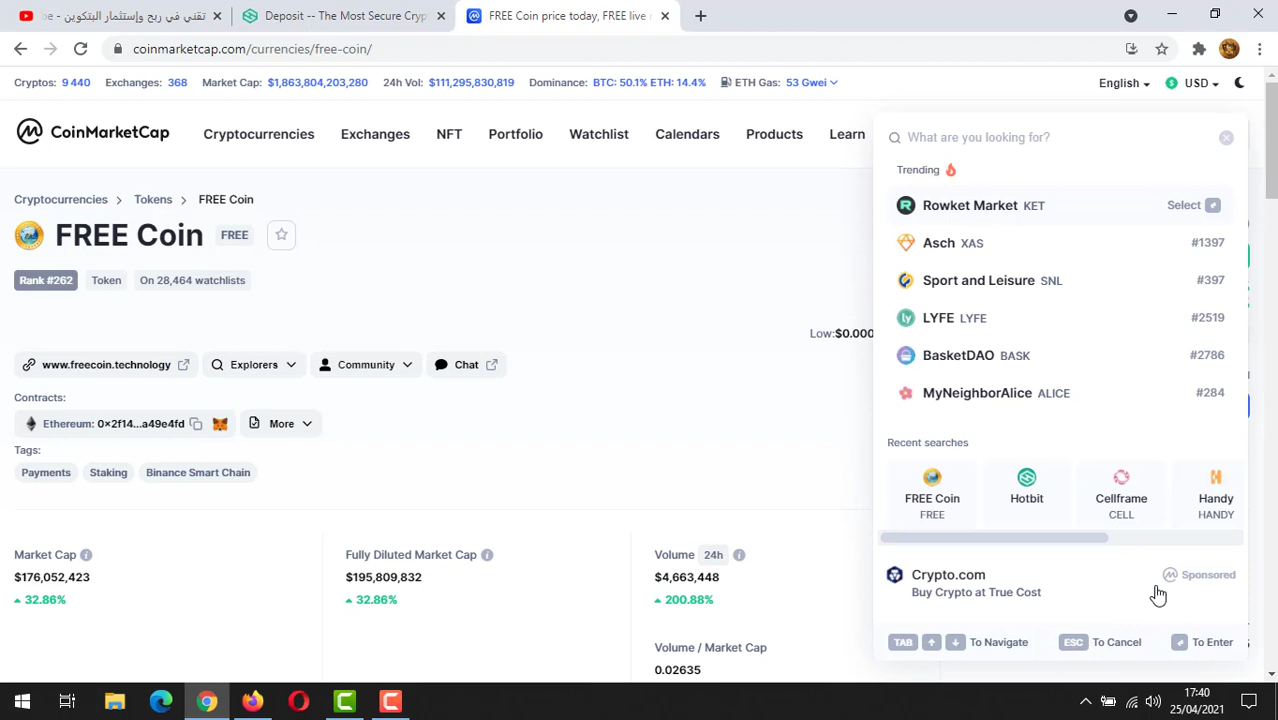 be - تقني في ربح وإستثمار البتكوين
Deposit -- The Most Secure Cryp
FREE Coin price today, FREE live
coinmarketcap.com/currencies/free-coin/
Cryptos: 9 440 Exchanges: 368 Market Cap: $1,863,804,203,280 24h Vol: $111,295,830,819 Dominance: BTC: 50.1% ETH: 14.4% ETH Gas: 53 Gwei English USD
CoinMarketCap Cryptocurrencies Exchanges NFT Portfolio Watchlist Calendars Products Learn
What are you looking for?
Trending
Rowket Market KET Select
Asch XAS #1397
Sport and Leisure SNL #397
LYFE LYFE #2519
BasketDAO BASK #2786
MyNeighborAlice ALICE #284
Recent searches
FREE Coin
FREE
Hotbit
Cellframe
CELL
Handy
HANDY
Crypto.com Sponsored
Buy Crypto at True Cost
TAB To Navigate ESC To Cancel To Enter
Cryptocurrencies Tokens FREE Coin
FREE Coin FREE
Rank #262 Token On 28,464 watchlists
Low:$0.000
www.freecoin.technology Explorers Community Chat
Contracts:
Ethereum: 0x2f14...a49e4fd More
Tags:
Payments Staking Binance Smart Chain
Market Cap
$176,052,423
32.86%
Fully Diluted Market Cap
$195,809,832
32.86%
Volume 24h
$4,663,448
200.88%
Volume / Market Cap
0.02635
17:40
25/04/2021